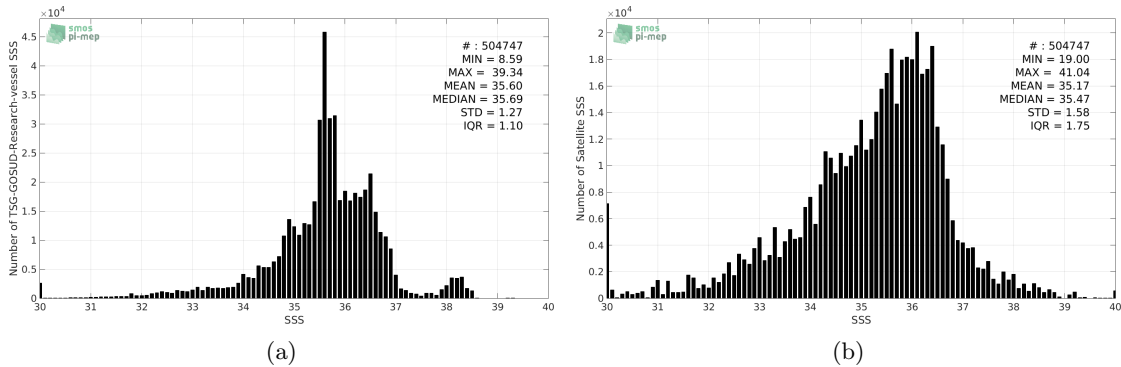 ×10⁴
smos
pi-mep
# : 504747
MIN = 8.59
MAX = 39.34
MEAN = 35.60
MEDIAN = 35.69
STD = 1.27
IQR = 1.10
Number of TSG-GOSUD-Research-vessel SSS
4.5
4
3.5
3
2.5
2
1.5
1
0.5
0
30 31 32 33 34 35 36 37 38 39 40
SSS
(a)
×10⁴
smos
pi-mep
# : 504747
MIN = 19.00
MAX = 41.04
MEAN = 35.17
MEDIAN = 35.47
STD = 1.58
IQR = 1.75
Number of Satellite SSS
2
1.8
1.6
1.4
1.2
1
0.8
0.6
0.4
0.2
0
30 31 32 33 34 35 36 37 38 39 40
SSS
(b)